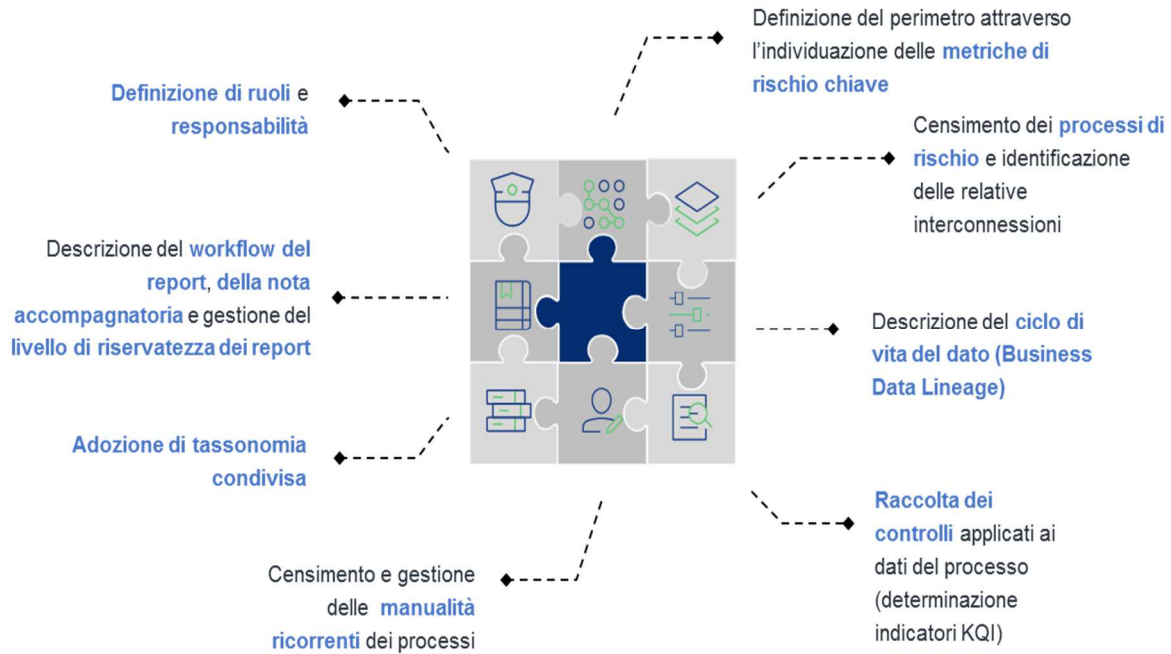 Definizione del perimetro attraverso
l'individuazione delle metriche di
rischio chiave
Definizione di ruoli e
responsabilità
Censimento dei processi di
rischio e identificazione
delle relative
interconnessioni
Descrizione del workflow del
report, della nota
accompagnatoria e gestione del
livello di riservatezza dei report
Descrizione del ciclo di
vita del dato (Business
Data Lineage)
Adozione di tassonomia
condivisa
Raccolta dei
controlli applicati ai
dati del processo
(determinazione
indicatori KQI)
Censimento e gestione
delle manualità
ricorrenti dei processi